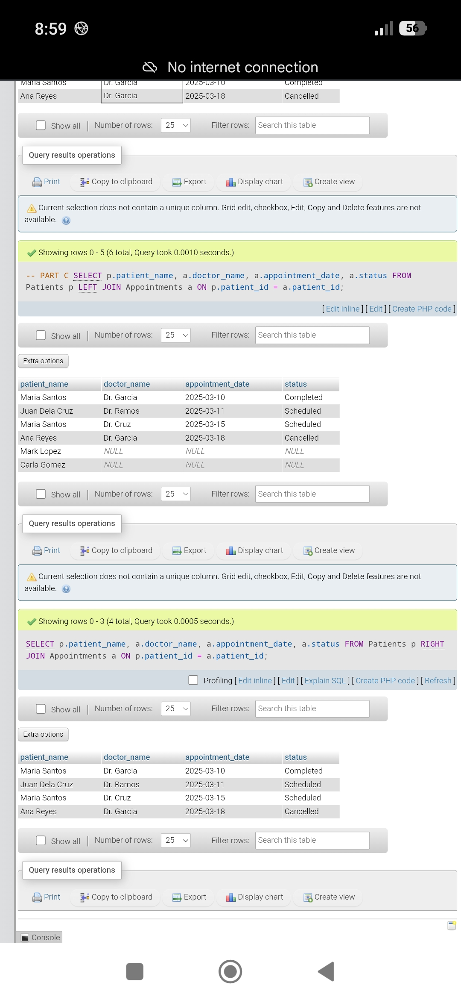 8:59
56
No internet connection
Maria Santos Dr. Garcia 2025-03-10 Completed
Ana Reyes Dr. Garcia 2025-03-18 Cancelled
Show all | Number of rows: 25 Filter rows: Search this table
Query results operations
Print Copy to clipboard Export Display chart Create view
Current selection does not contain a unique column. Grid edit, checkbox, Edit, Copy and Delete features are not
available.
Showing rows 0 - 5 (6 total, Query took 0.0010 seconds.)
-- PART C SELECT p.patient_name, a.doctor_name, a.appointment_date, a.status FROM
Patients p LEFT JOIN Appointments a ON p.patient_id = a.patient_id;
[ Edit inline ] [ Edit ] [ Create PHP code ]
Show all | Number of rows: 25 Filter rows: Search this table
Extra options
patient_name doctor_name appointment_date status
Maria Santos Dr. Garcia 2025-03-10 Completed
Juan Dela Cruz Dr. Ramos 2025-03-11 Scheduled
Maria Santos Dr. Cruz 2025-03-15 Scheduled
Ana Reyes Dr. Garcia 2025-03-18 Cancelled
Mark Lopez NULL NULL NULL
Carla Gomez NULL NULL NULL
Show all | Number of rows: 25 Filter rows: Search this table
Query results operations
Print Copy to clipboard Export Display chart Create view
Current selection does not contain a unique column. Grid edit, checkbox, Edit, Copy and Delete features are not
available.
Showing rows 0 - 3 (4 total, Query took 0.0005 seconds.)
SELECT p.patient_name, a.doctor_name, a.appointment_date, a.status FROM Patients p RIGHT
JOIN Appointments a ON p.patient_id = a.patient_id;
Profiling [ Edit inline ] [ Edit ] [ Explain SQL ] [ Create PHP code ] [ Refresh ]
Show all | Number of rows: 25 Filter rows: Search this table
Extra options
patient_name doctor_name appointment_date status
Maria Santos Dr. Garcia 2025-03-10 Completed
Juan Dela Cruz Dr. Ramos 2025-03-11 Scheduled
Maria Santos Dr. Cruz 2025-03-15 Scheduled
Ana Reyes Dr. Garcia 2025-03-18 Cancelled
Show all | Number of rows: 25 Filter rows: Search this table
Query results operations
Print Copy to clipboard Export Display chart Create view
Console